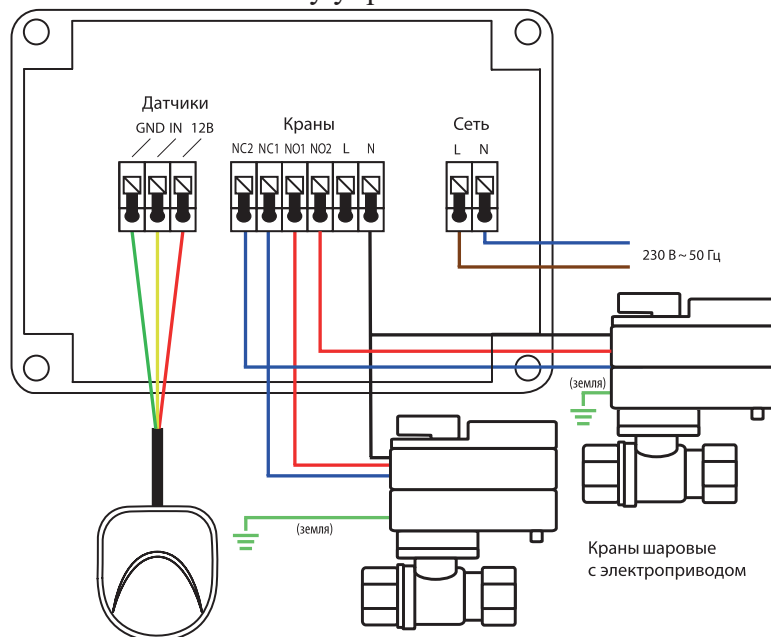 Датчики
GND IN 12В
Краны
NC2 NC1 NO1 NO2 L N
Сеть
L N
230 В ~ 50 Гц
(земля)
(земля)
Краны шаровые
с электроприводом